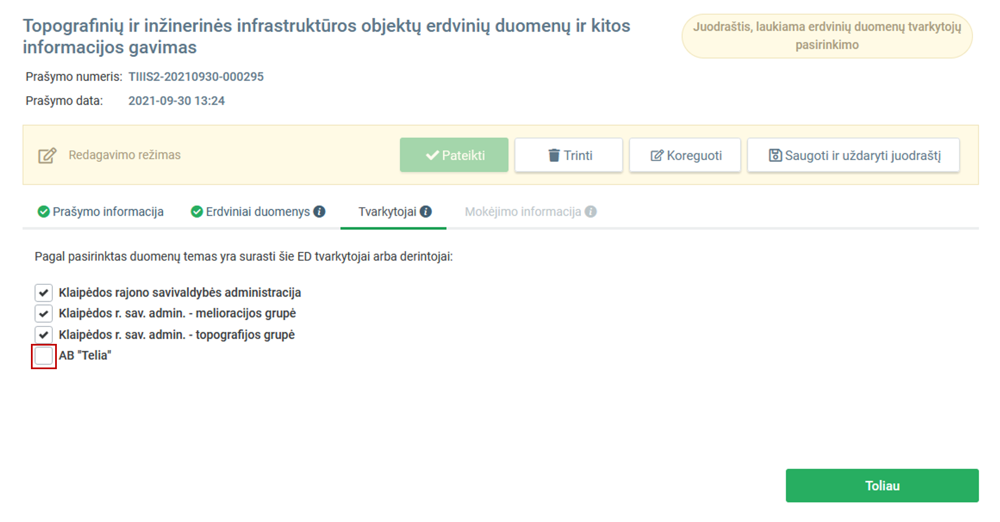 Topografinių ir inžinerinės infrastruktūros objektų erdvinių duomenų ir kitos
informacijos gavimas
Juodraštis, laukiama erdvinių duomenų tvarkytojų
pasirinkimo
Prašymo numeris: TIIIS2-20210930-000295
Prašymo data: 2021-09-30 13:24
Redagavimo režimas
Pateikti
Trinti
Koreguoti
Saugoti ir uždaryti juodraštį
Prašymo informacija
Erdviniai duomenys
Tvarkytojai
Mokėjimo informacija
Pagal pasirinktas duomenų temas yra surasti šie ED tvarkytojai arba derintojai:
Klaipėdos rajono savivaldybės administracija
Klaipėdos r. sav. admin. - melioracijos grupė
Klaipėdos r. sav. admin. - topografijos grupė
AB "Telia"
Toliau